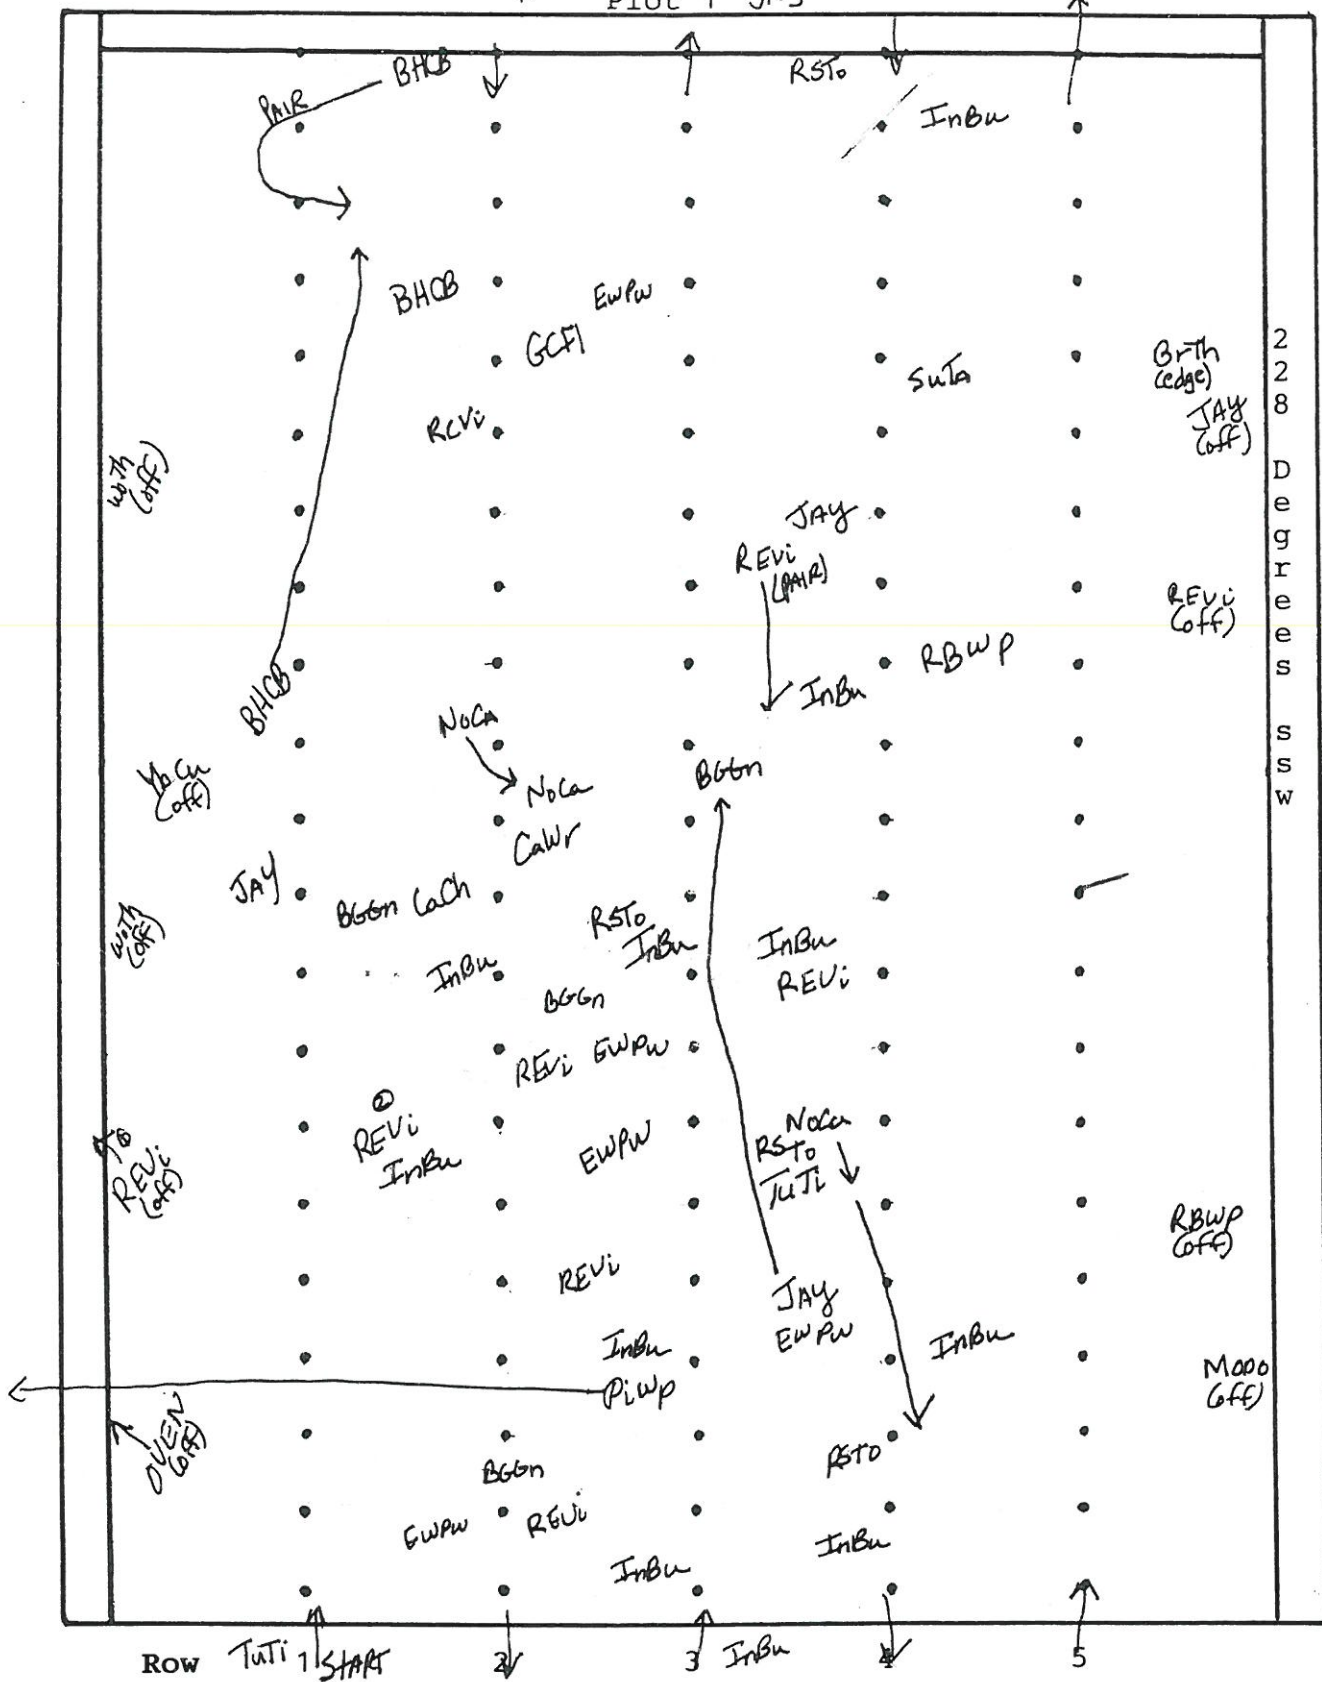 BHCB
RSTo
PAIR
InBu
BHCB
EWPW
GCFl
SuTA
BrTh
(edge)
228 Degrees SSW
JAY
(off)
RCVi
WoTh
(off)
JAY
REVi
(PAIR)
REVi
(off)
RBWP
BHCB
InBu
NoCA
YbCu
(off)
BGGn
NoCa
CaWr
JAY
BGGn CaCh
WoTh
(off)
RSTo
InBu
InBu
REVi
InBu
BGGn
REVi EWPW
②
REVi
InBu
EWPW
NoCa
RSTo
TuTi
REVi
(off)
RBWP
(off)
REVi
JAY
EWPW
InBu
InBu
PiWP
MODO
(off)
OVEN
(off)
RSTO
BGGn
EWPW
REVi
InBu
InBu
Row TuTi 1 START 2 3 InBu 4 5